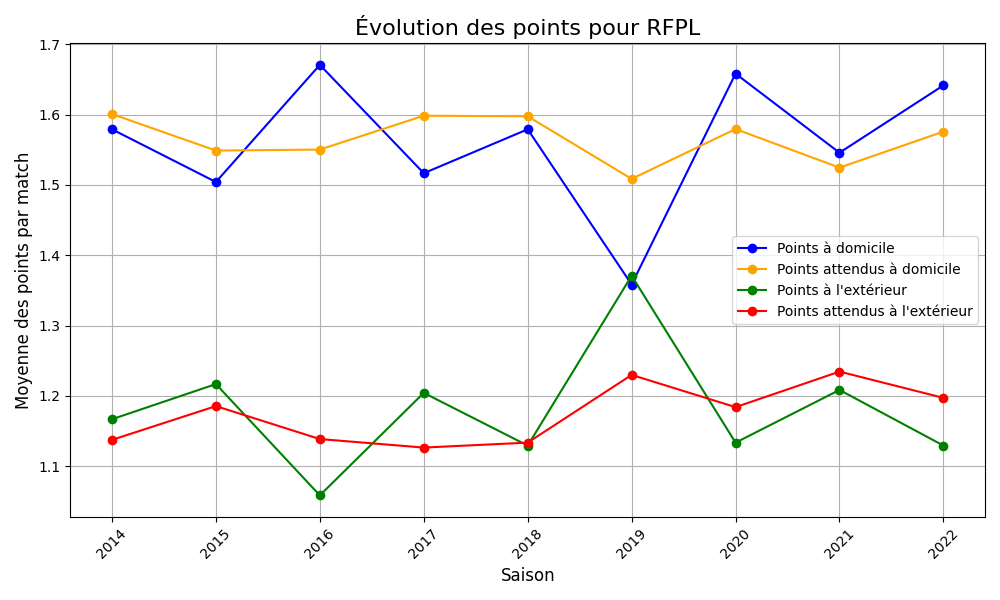 Évolution des points pour RFPL
Moyenne des points par match
1.7
1.6
1.5
1.4
1.3
1.2
1.1
Points à domicile
Points attendus à domicile
Points à l'extérieur
Points attendus à l'extérieur
2014
2015
2016
2017
2018
2019
2020
2021
2022
Saison